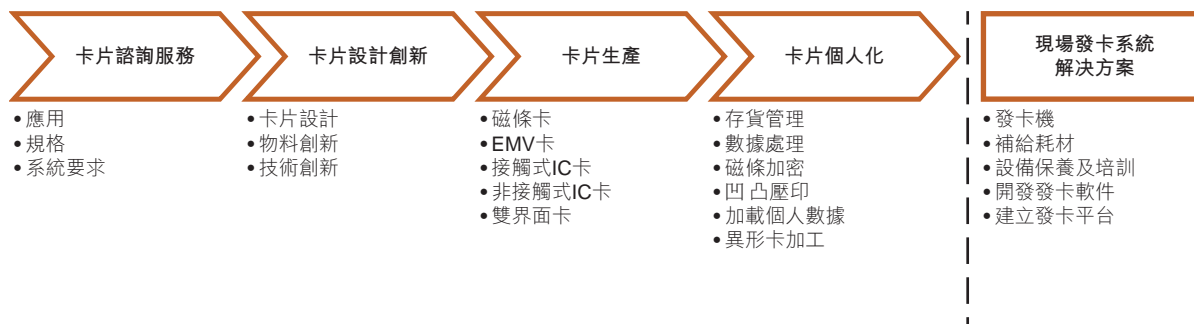 卡片諮詢服務
• 應用
• 規格
• 系統要求
卡片設計創新
• 卡片設計
• 物料創新
• 技術創新
卡片生產
• 磁條卡
• EMV卡
• 接觸式IC卡
• 非接觸式IC卡
• 雙界面卡
卡片個人化
• 存貨管理
• 數據處理
• 磁條加密
• 凹凸壓印
• 加載個人數據
• 異形卡加工
現場發卡系統
解決方案
• 發卡機
• 補給耗材
• 設備保養及培訓
• 開發發卡軟件
• 建立發卡平台